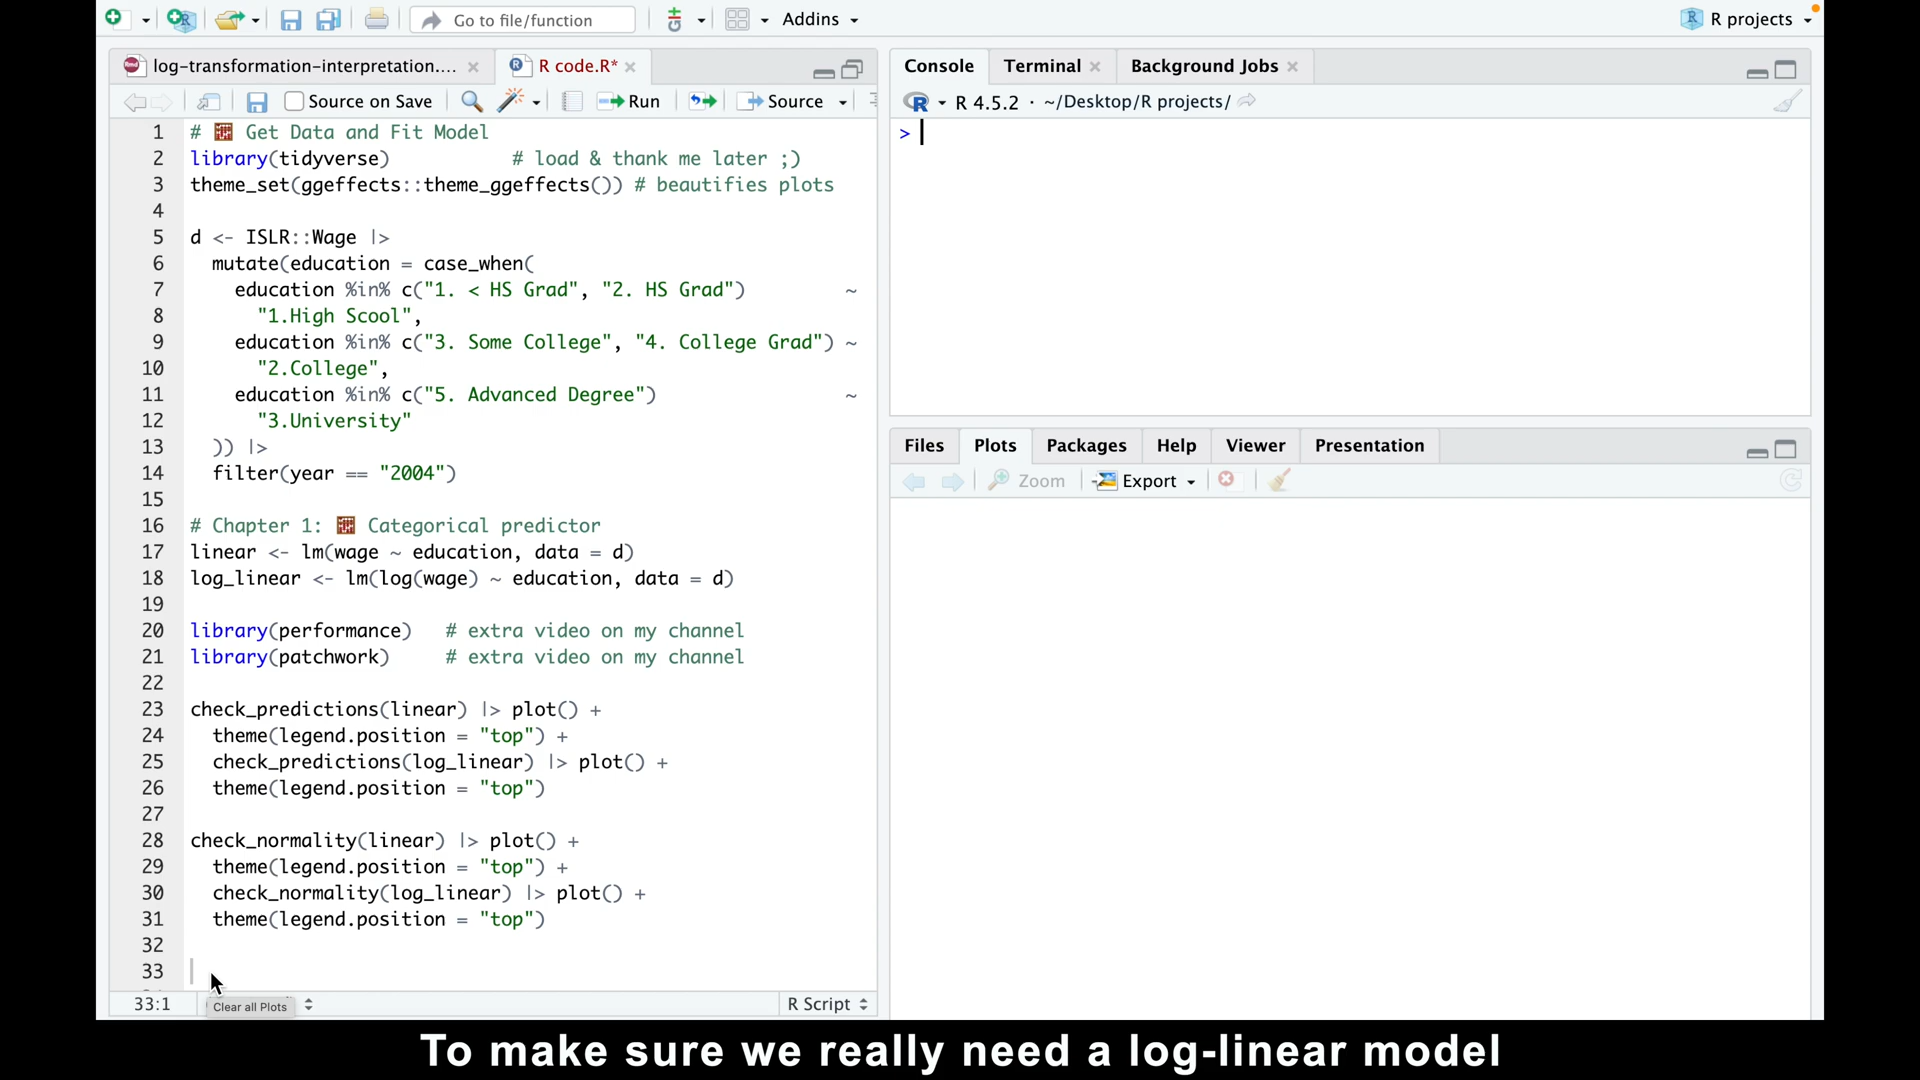 Go to file/function
Addins
R projects
log-transformation-interpretation....
R code.R*
Source on Save
Run
Source
1 # Get Data and Fit Model
2 library(tidyverse) # load & thank me later ;)
3 theme_set(ggeffects::theme_ggeffects()) # beautifies plots
4
5 d <- ISLR::Wage |>
6 mutate(education = case_when(
7 education %in% c("1. < HS Grad", "2. HS Grad") ~
8 "1.High Scool",
9 education %in% c("3. Some College", "4. College Grad") ~
10 "2.College",
11 education %in% c("5. Advanced Degree") ~
12 "3.University"
13 )) |>
14 filter(year == "2004")
15
16 # Chapter 1: Categorical predictor
17 linear <- lm(wage ~ education, data = d)
18 log_linear <- lm(log(wage) ~ education, data = d)
19
20 library(performance) # extra video on my channel
21 library(patchwork) # extra video on my channel
22
23 check_predictions(linear) |> plot() +
24 theme(legend.position = "top") +
25 check_predictions(log_linear) |> plot() +
26 theme(legend.position = "top")
27
28 check_normality(linear) |> plot() +
29 theme(legend.position = "top") +
30 check_normality(log_linear) |> plot() +
31 theme(legend.position = "top")
32
33
33:1
Clear all Plots
R Script
Console
Terminal
Background Jobs
R 4.5.2 · ~/Desktop/R projects/
>
Files
Plots
Packages
Help
Viewer
Presentation
Zoom
Export
To make sure we really need a log-linear model